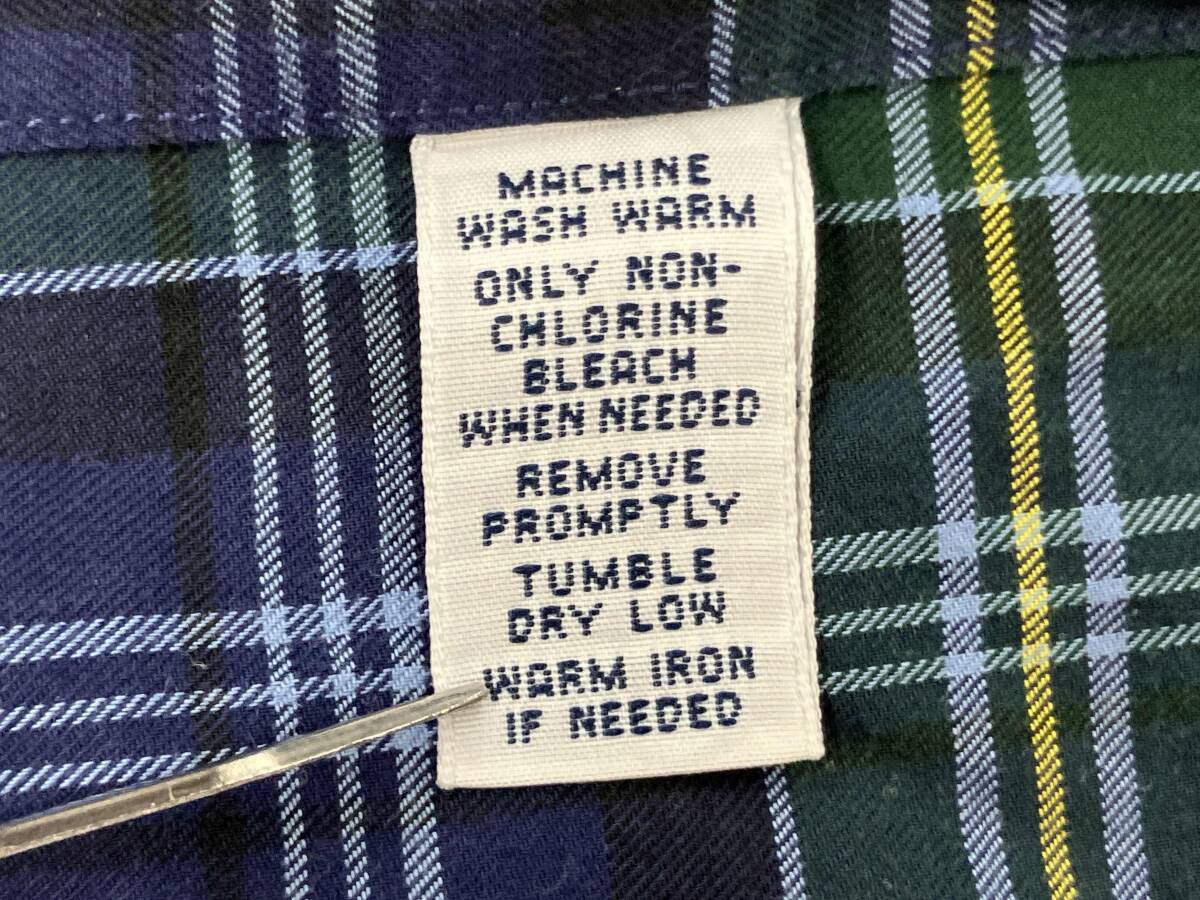 MACHINE
WASH WARM
ONLY NON-
CHLORINE
BLEACH
WHEN NEEDED
REMOVE
PROMPTLY
TUMBLE
DRY LOW
WARM IRON
IF NEEDED